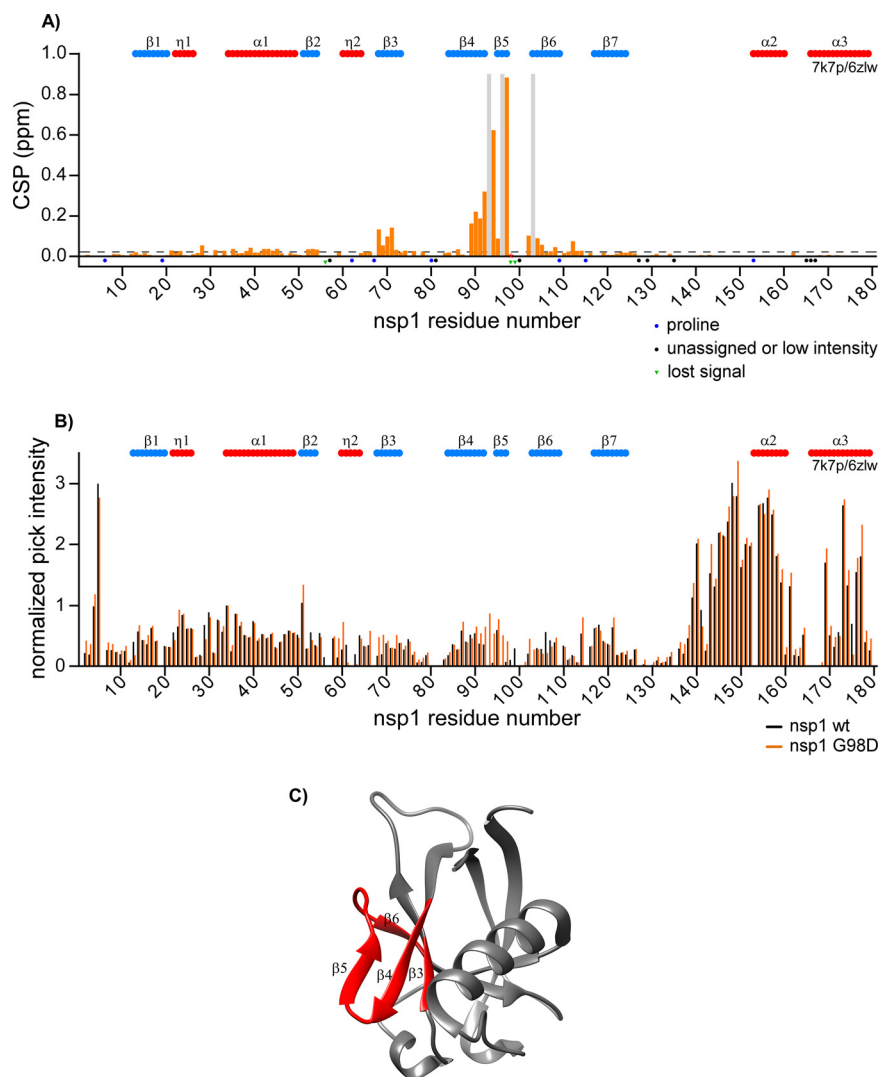 A)
β1 η1 α1 β2 η2 β3 β4 β5 β6 β7 α2 α3
7k7p/6zlw
1.0
0.8
0.6
0.4
0.2
0.0
CSP (ppm)
10 20 30 40 50 60 70 80 90 100 110 120 130 140 150 160 170 180
nsp1 residue number
proline
unassigned or low intensity
lost signal
B)
β1 η1 α1 β2 η2 β3 β4 β5 β6 β7 α2 α3
7k7p/6zlw
3
2
1
0
normalized pick intensity
10 20 30 40 50 60 70 80 90 100 110 120 130 140 150 160 170 180
nsp1 residue number
nsp1 wt
nsp1 G98D
C)
β6
β5 β4 β3